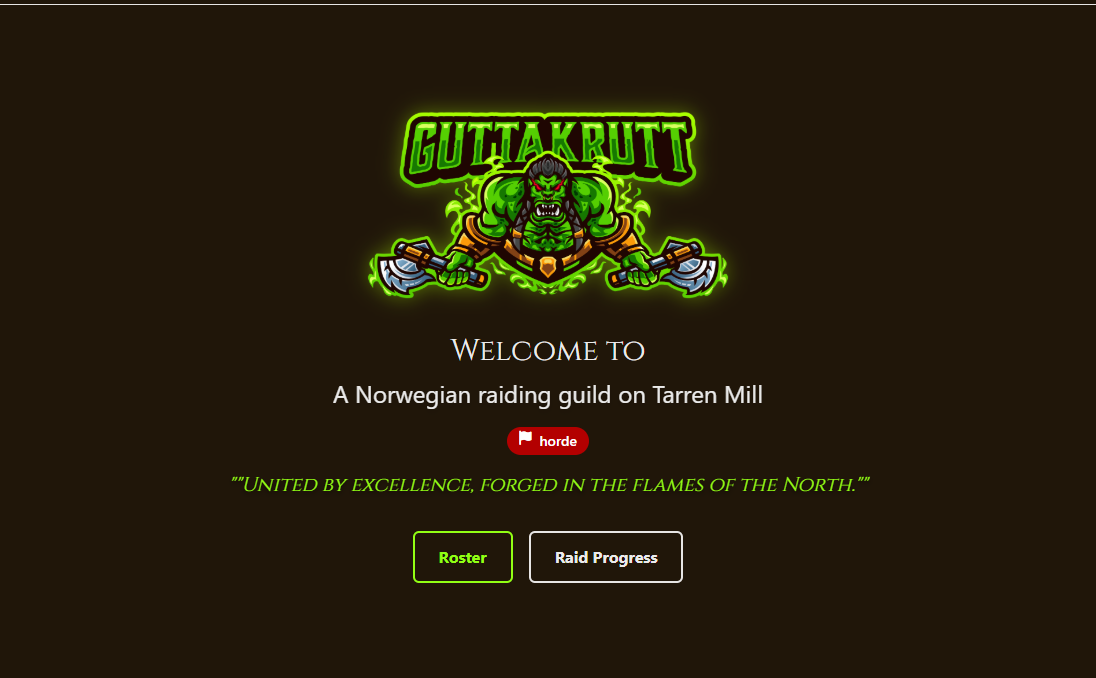 GUTTAKRUTT
Welcome to
A Norwegian raiding guild on Tarren Mill
horde
""United by excellence, forged in the flames of the North.""
Roster
Raid Progress